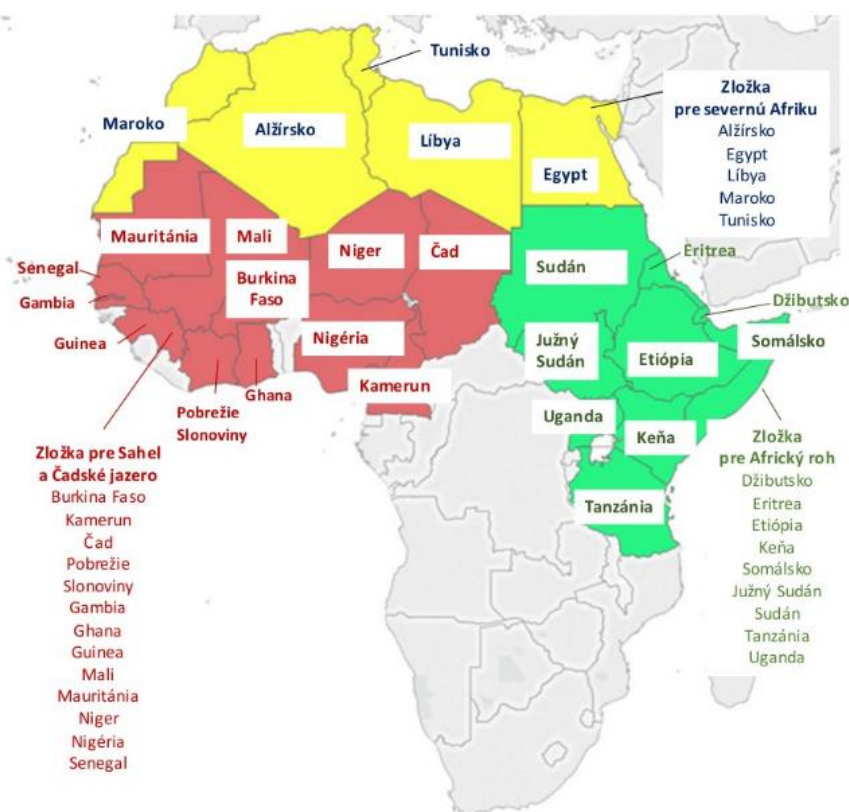 Tunisko
Maroko
Alžírsko
Líbya
Egypt
Zložka
pre severnú Afriku
Alžírsko
Egypt
Líbya
Maroko
Tunisko
Mauritánia
Mali
Niger
Čad
Sudán
Eritrea
Senegal
Gambia
Burkina
Faso
Džibutsko
Guinea
Nigéria
Južný
Sudán
Etiópia
Somálsko
Ghana
Kamerun
Pobrežie
Slonoviny
Uganda
Keňa
Tanzánia
Zložka pre Sahel
a Čadské jazero
Burkina Faso
Kamerun
Čad
Pobrežie
Slonoviny
Gambia
Ghana
Guinea
Mali
Mauritánia
Niger
Nigéria
Senegal
Zložka
pre Africký roh
Džibutsko
Eritrea
Etiópia
Keňa
Somálsko
Južný Sudán
Sudán
Tanzánia
Uganda